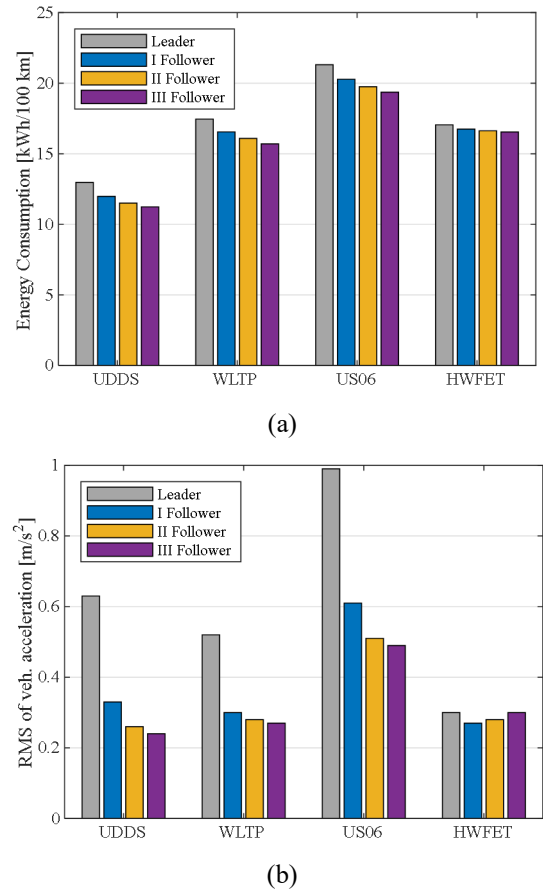 25
20
15
10
5
0
Energy Consumption [kWh/100 km]
Leader
I Follower
II Follower
III Follower
UDDS WLTP US06 HWFET
(a)
1
0.8
0.6
0.4
0.2
0
RMS of veh. acceleration [m/s²]
Leader
I Follower
II Follower
III Follower
UDDS WLTP US06 HWFET
(b)